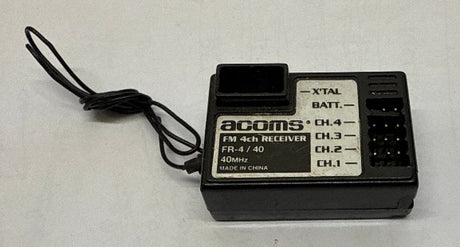 X'TAL
BATT.
acoms®
CH.4
FM 4ch RECEIVER
CH.3
FR-4 / 40
CH.2
40MHz
CH.1
MADE IN CHINA